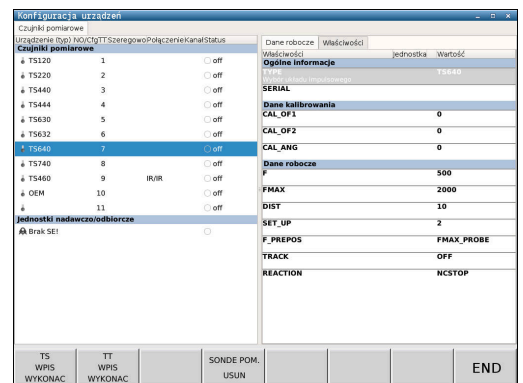 Konfiguracja urządzeń
Czujniki pomiarowe
Urządzenie (typ) NO/CfgTT Szeregowo Połączenie Kanał Status
Czujniki pomiarowe
TS120 1 off
TS220 2 off
TS440 3 off
TS444 4 off
TS630 5 off
TS632 6 off
TS640 7 off
TS740 8 off
TS460 9 IR/IR off
OEM 10 off
11 off
Jednostki nadawczo/odbiorcze
Brak SE!
Dane robocze Właściwości
Właściwości Jednostka Wartość
Ogólne informacje
TYPE TS640
Wybór układu impulsowego
SERIAL
Dane kalibrowania
CAL_OF1 0
CAL_OF2 0
CAL_ANG 0
Dane robocze
F 500
FMAX 2000
DIST 10
SET_UP 2
F_PREPOS FMAX_PROBE
TRACK OFF
REACTION NCSTOP
TS
WPIS
WYKONAC
TT
WPIS
WYKONAC
SONDE POM.
USUN
END